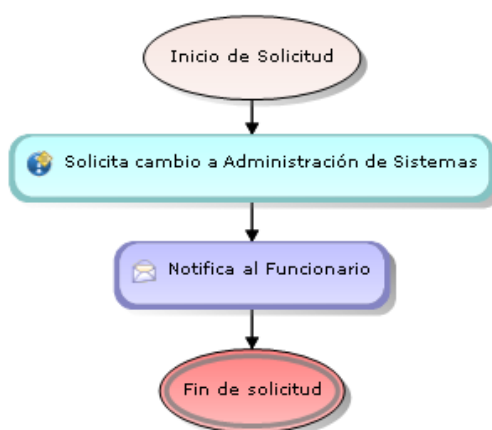 Inicio de Solicitud
Solicita cambio a Administración de Sistemas
Notifica al Funcionario
Fin de solicitud